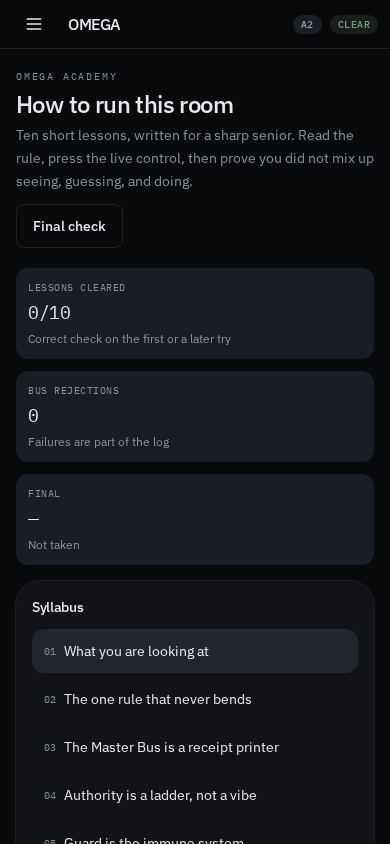 OMEGA
A2
CLEAR
OMEGA ACADEMY
How to run this room
Ten short lessons, written for a sharp senior. Read the
rule, press the live control, then prove you did not mix up
seeing, guessing, and doing.
Final check
LESSONS CLEARED
0/10
Correct check on the first or a later try
BUS REJECTIONS
0
Failures are part of the log
FINAL
—
Not taken
Syllabus
01 What you are looking at
02 The one rule that never bends
03 The Master Bus is a receipt printer
04 Authority is a ladder, not a vibe
05 Guard is the immune system